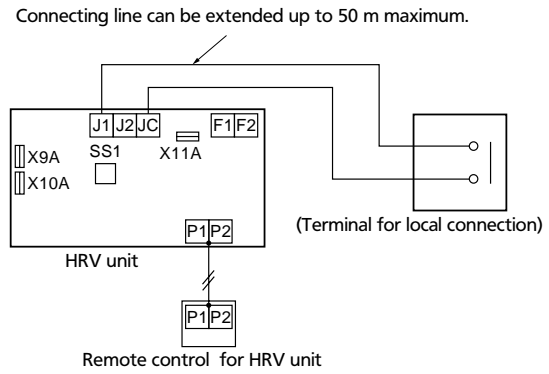 Connecting line can be extended up to 50 m maximum.
J1 J2 JC F1 F2
SS1 X11A
X9A
X10A
P1 P2
(Terminal for local connection)
HRV unit
P1 P2
Remote control for HRV unit